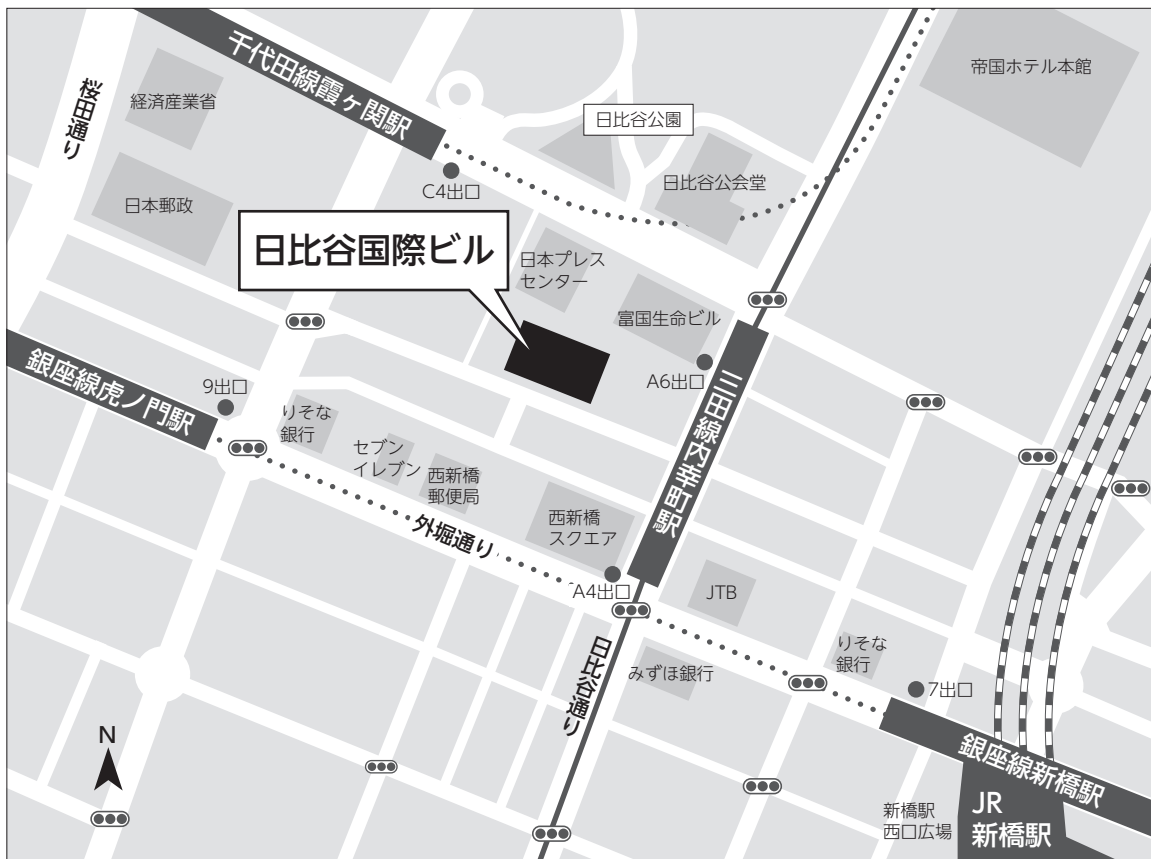 千代田線霞ヶ関駅
帝国ホテル本館
桜田通り
経済産業省
日比谷公園
日比谷公会堂
C4出口
日本郵政
日比谷国際ビル
日本プレス
センター
富国生命ビル
A6出口
三田線内幸町駅
銀座線虎ノ門駅
9出口
りそな
銀行
セブン
イレブン
西新橋
郵便局
西新橋
スクエア
外堀通り
A4出口
JTB
日比谷通り
みずほ銀行
りそな
銀行
7出口
N
銀座線新橋駅
新橋駅
西口広場
JR
新橋駅